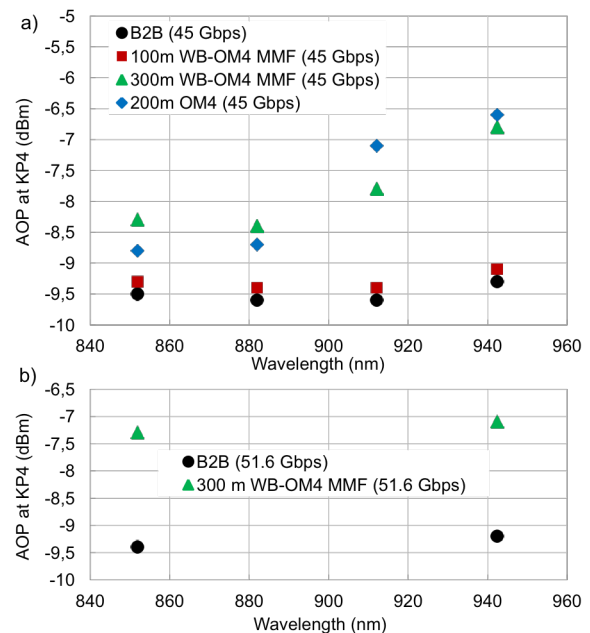 a)
-5
-5,5
-6
-6,5
-7
-7,5
-8
-8,5
-9
-9,5
-10
AOP at KP4 (dBm)
B2B (45 Gbps)
100m WB-OM4 MMF (45 Gbps)
300m WB-OM4 MMF (45 Gbps)
200m OM4 (45 Gbps)
840 860 880 900 920 940 960
Wavelength (nm)
b)
-6,5
-7
-7,5
-8
-8,5
-9
-9,5
-10
AOP at KP4 (dBm)
B2B (51.6 Gbps)
300 m WB-OM4 MMF (51.6 Gbps)
840 860 880 900 920 940 960
Wavelength (nm)